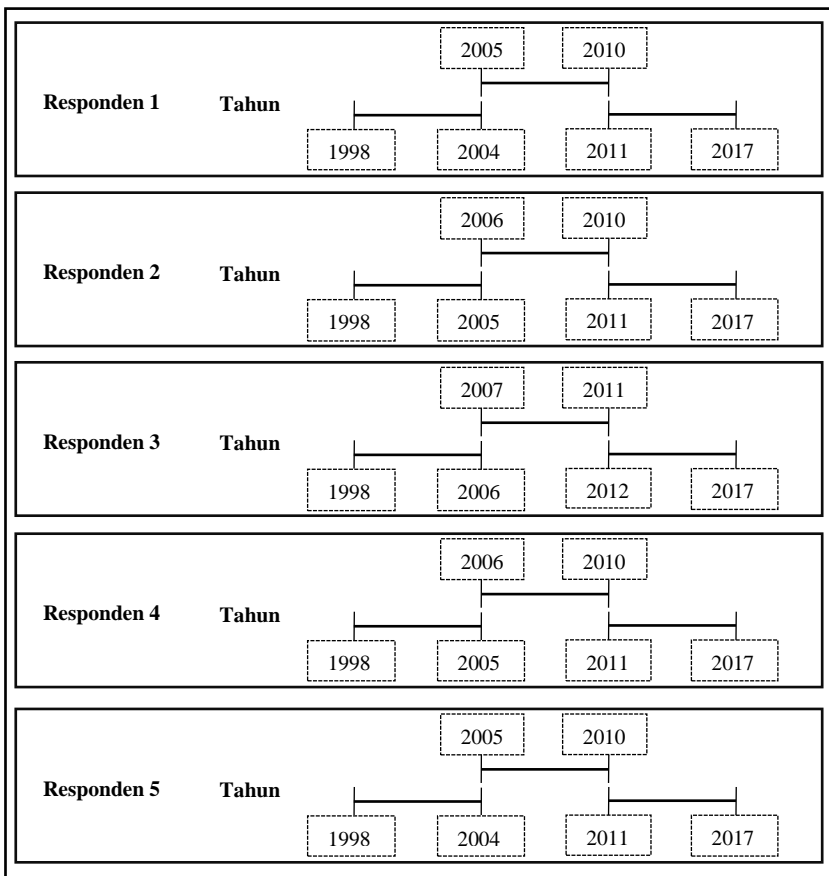 2005 2010
Responden 1 Tahun
1998 2004 2011 2017
2006 2010
Responden 2 Tahun
1998 2005 2011 2017
2007 2011
Responden 3 Tahun
1998 2006 2012 2017
2006 2010
Responden 4 Tahun
1998 2005 2011 2017
2005 2010
Responden 5 Tahun
1998 2004 2011 2017